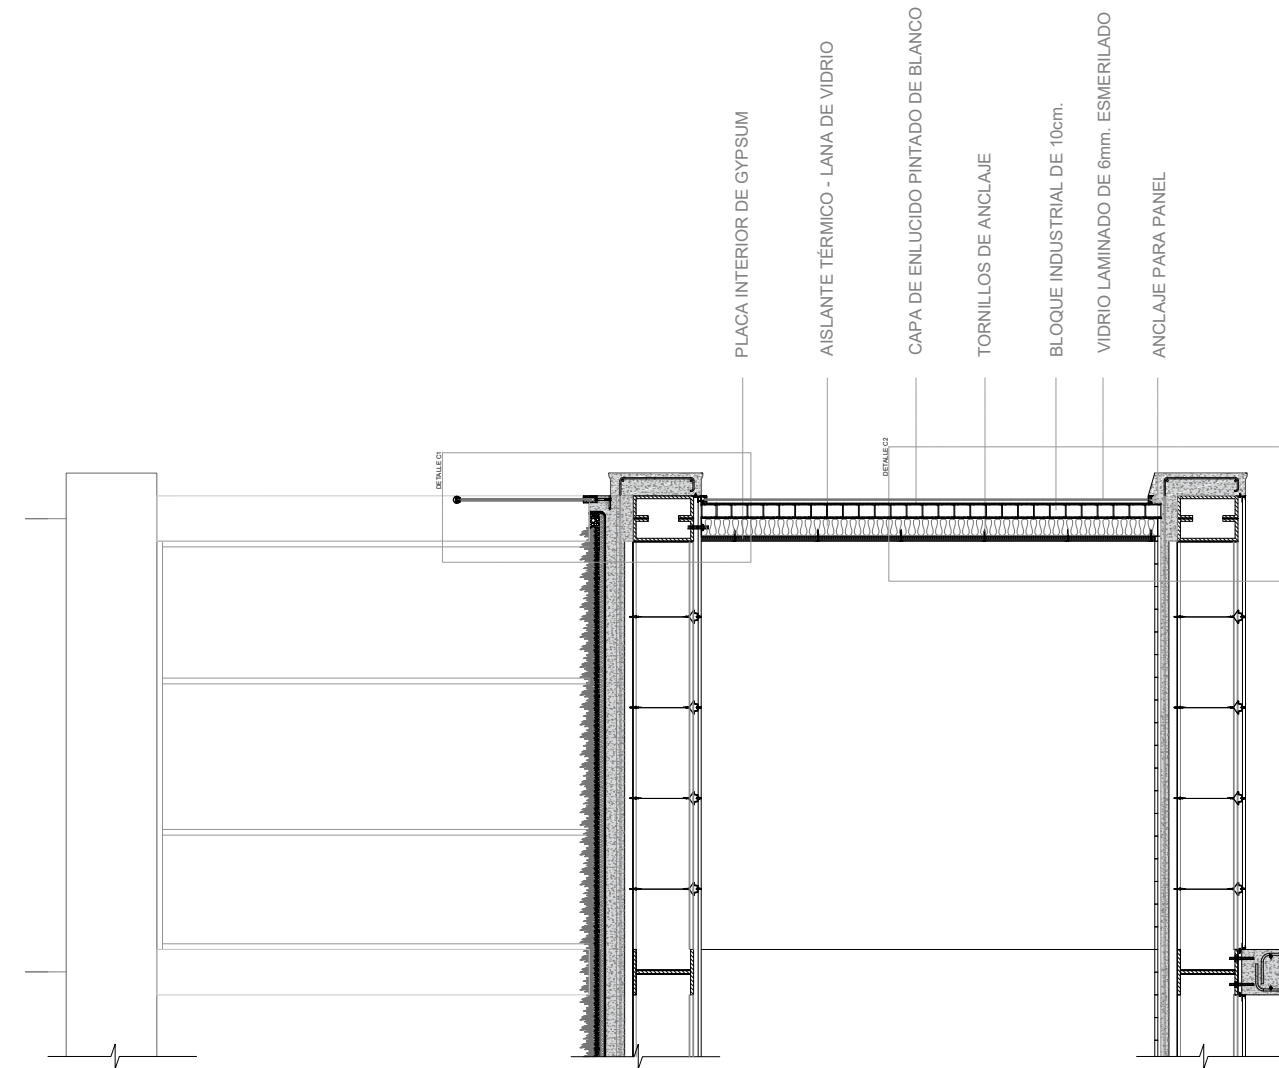 PLACA INTERIOR DE GYPSUM
AISLANTE TÉRMICO - LANA DE VIDRIO
CAPA DE ENLUCIDO PINTADO DE BLANCO
TORNILLOS DE ANCLAJE
BLOQUE INDUSTRIAL DE 10cm.
VIDRIO LAMINADO DE 6mm. ESMERILADO
ANCLAJE PARA PANEL
DETALLE C1
DETALLE C2